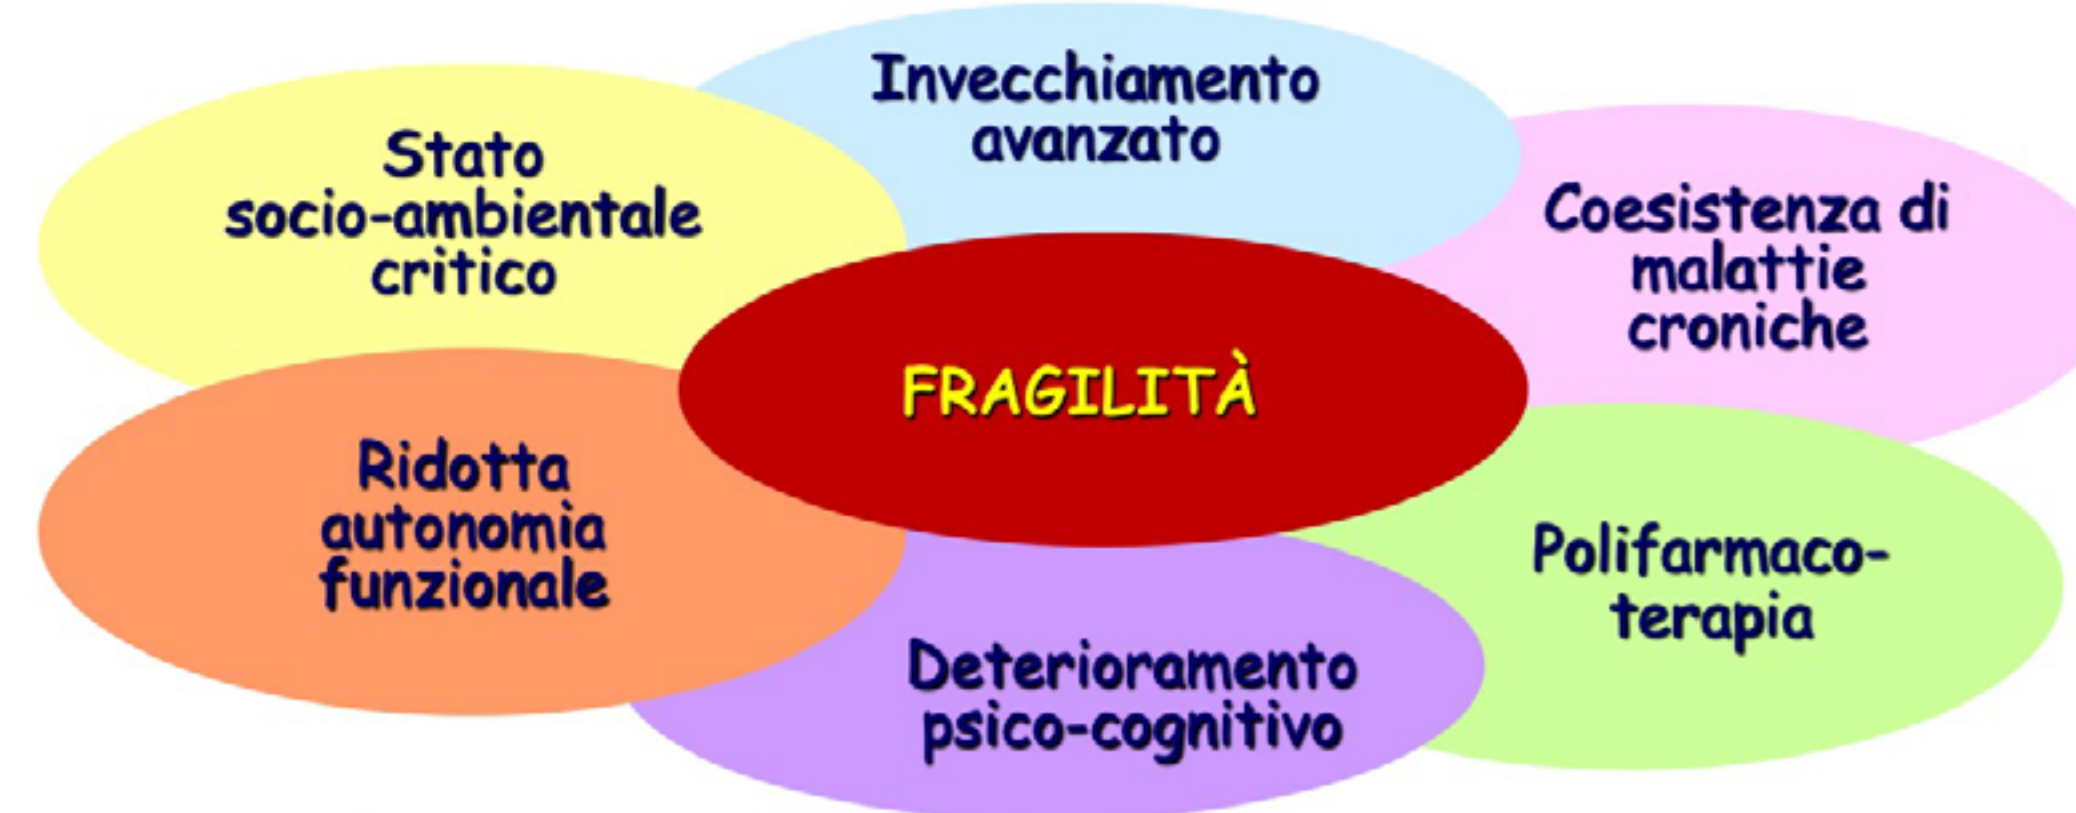 Invecchiamento
avanzato
Stato
socio-ambientale
critico
Coesistenza di
malattie
croniche
FRAGILITÀ
Ridotta
autonomia
funzionale
Polifarmaco-
terapia
Deterioramento
psico-cognitivo